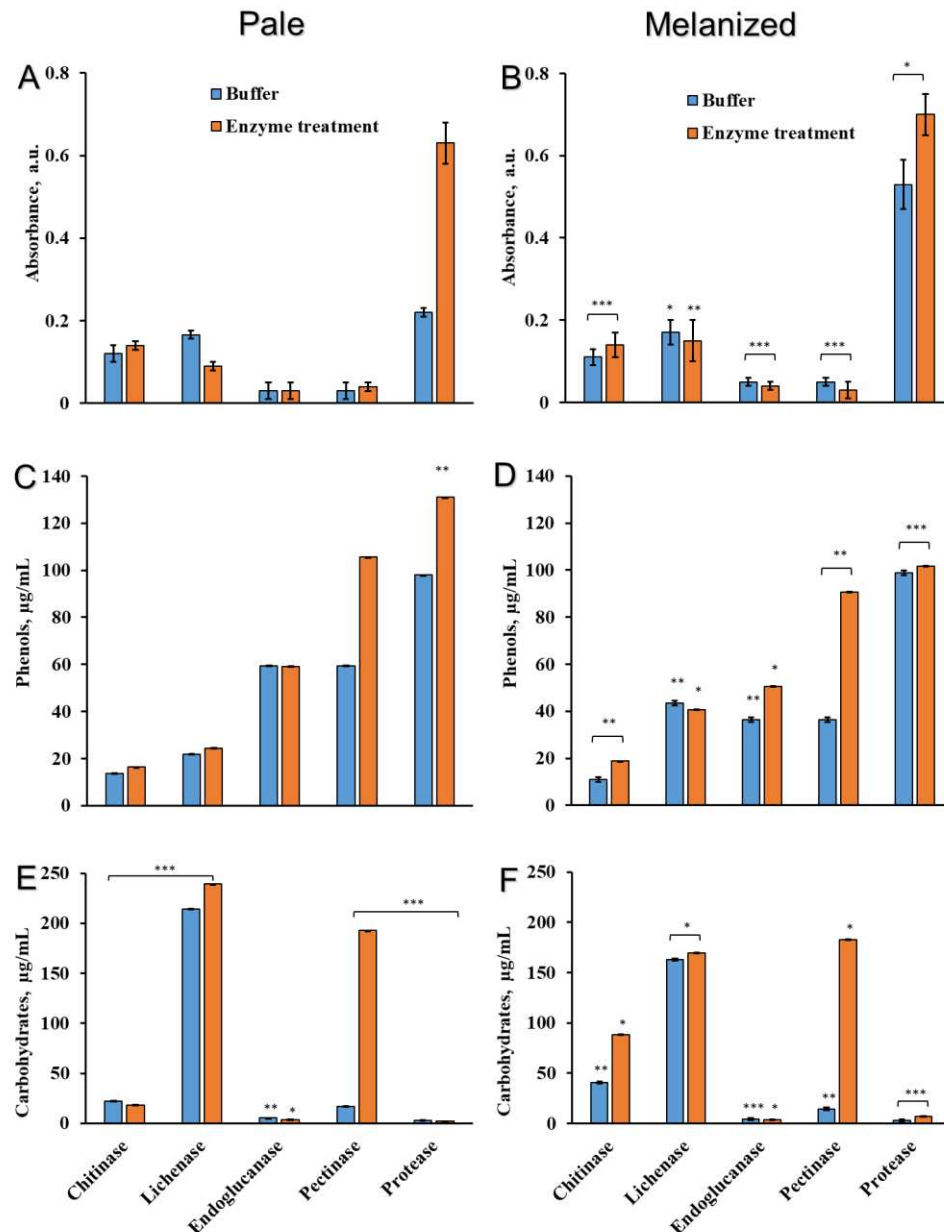 Pale
Melanized
A
Absorbance, a.u.
0.8
0.6
0.4
0.2
0
Buffer
Enzyme treatment
B
Absorbance, a.u.
0.8
0.6
0.4
0.2
0
Buffer
Enzyme treatment
***
*
**
***
***
*
C
Phenols, µg/mL
140
120
100
80
60
40
20
0
**
D
Phenols, µg/mL
140
120
100
80
60
40
20
0
**
**
*
**
*
**
***
E
Carbohydrates, µg/mL
250
200
150
100
50
0
***
**
*
***
Chitinase
Lichenase
Endoglucanase
Pectinase
Protease
F
Carbohydrates, µg/mL
250
200
150
100
50
0
**
*
*
***
*
**
*
***
Chitinase
Lichenase
Endoglucanase
Pectinase
Protease